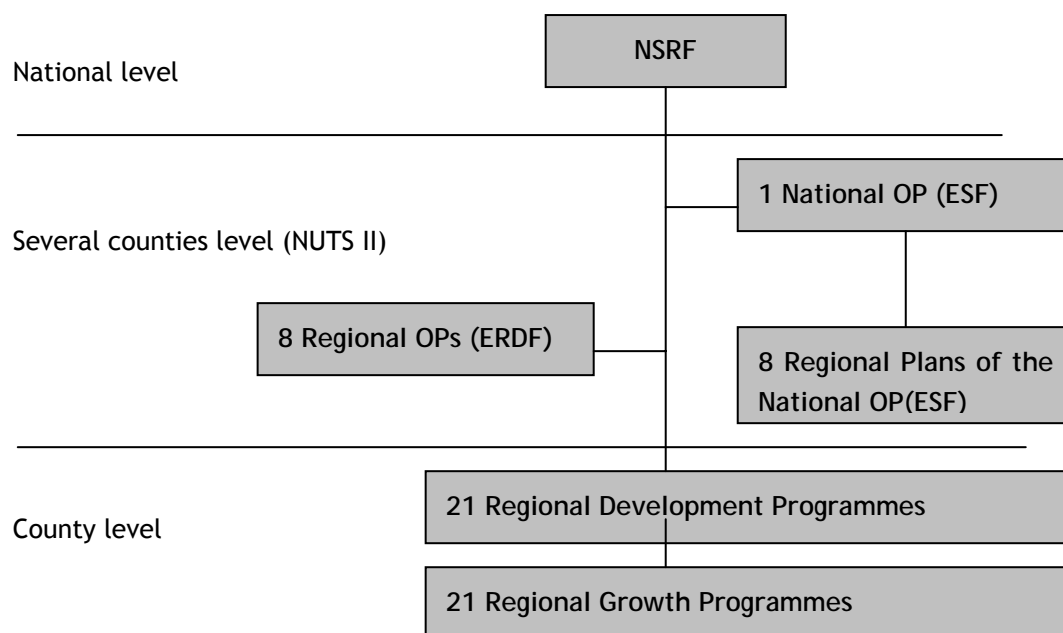 NSRF
National level
1 National OP (ESF)
Several counties level (NUTS II)
8 Regional OPs (ERDF)
8 Regional Plans of the
National OP(ESF)
21 Regional Development Programmes
County level
21 Regional Growth Programmes